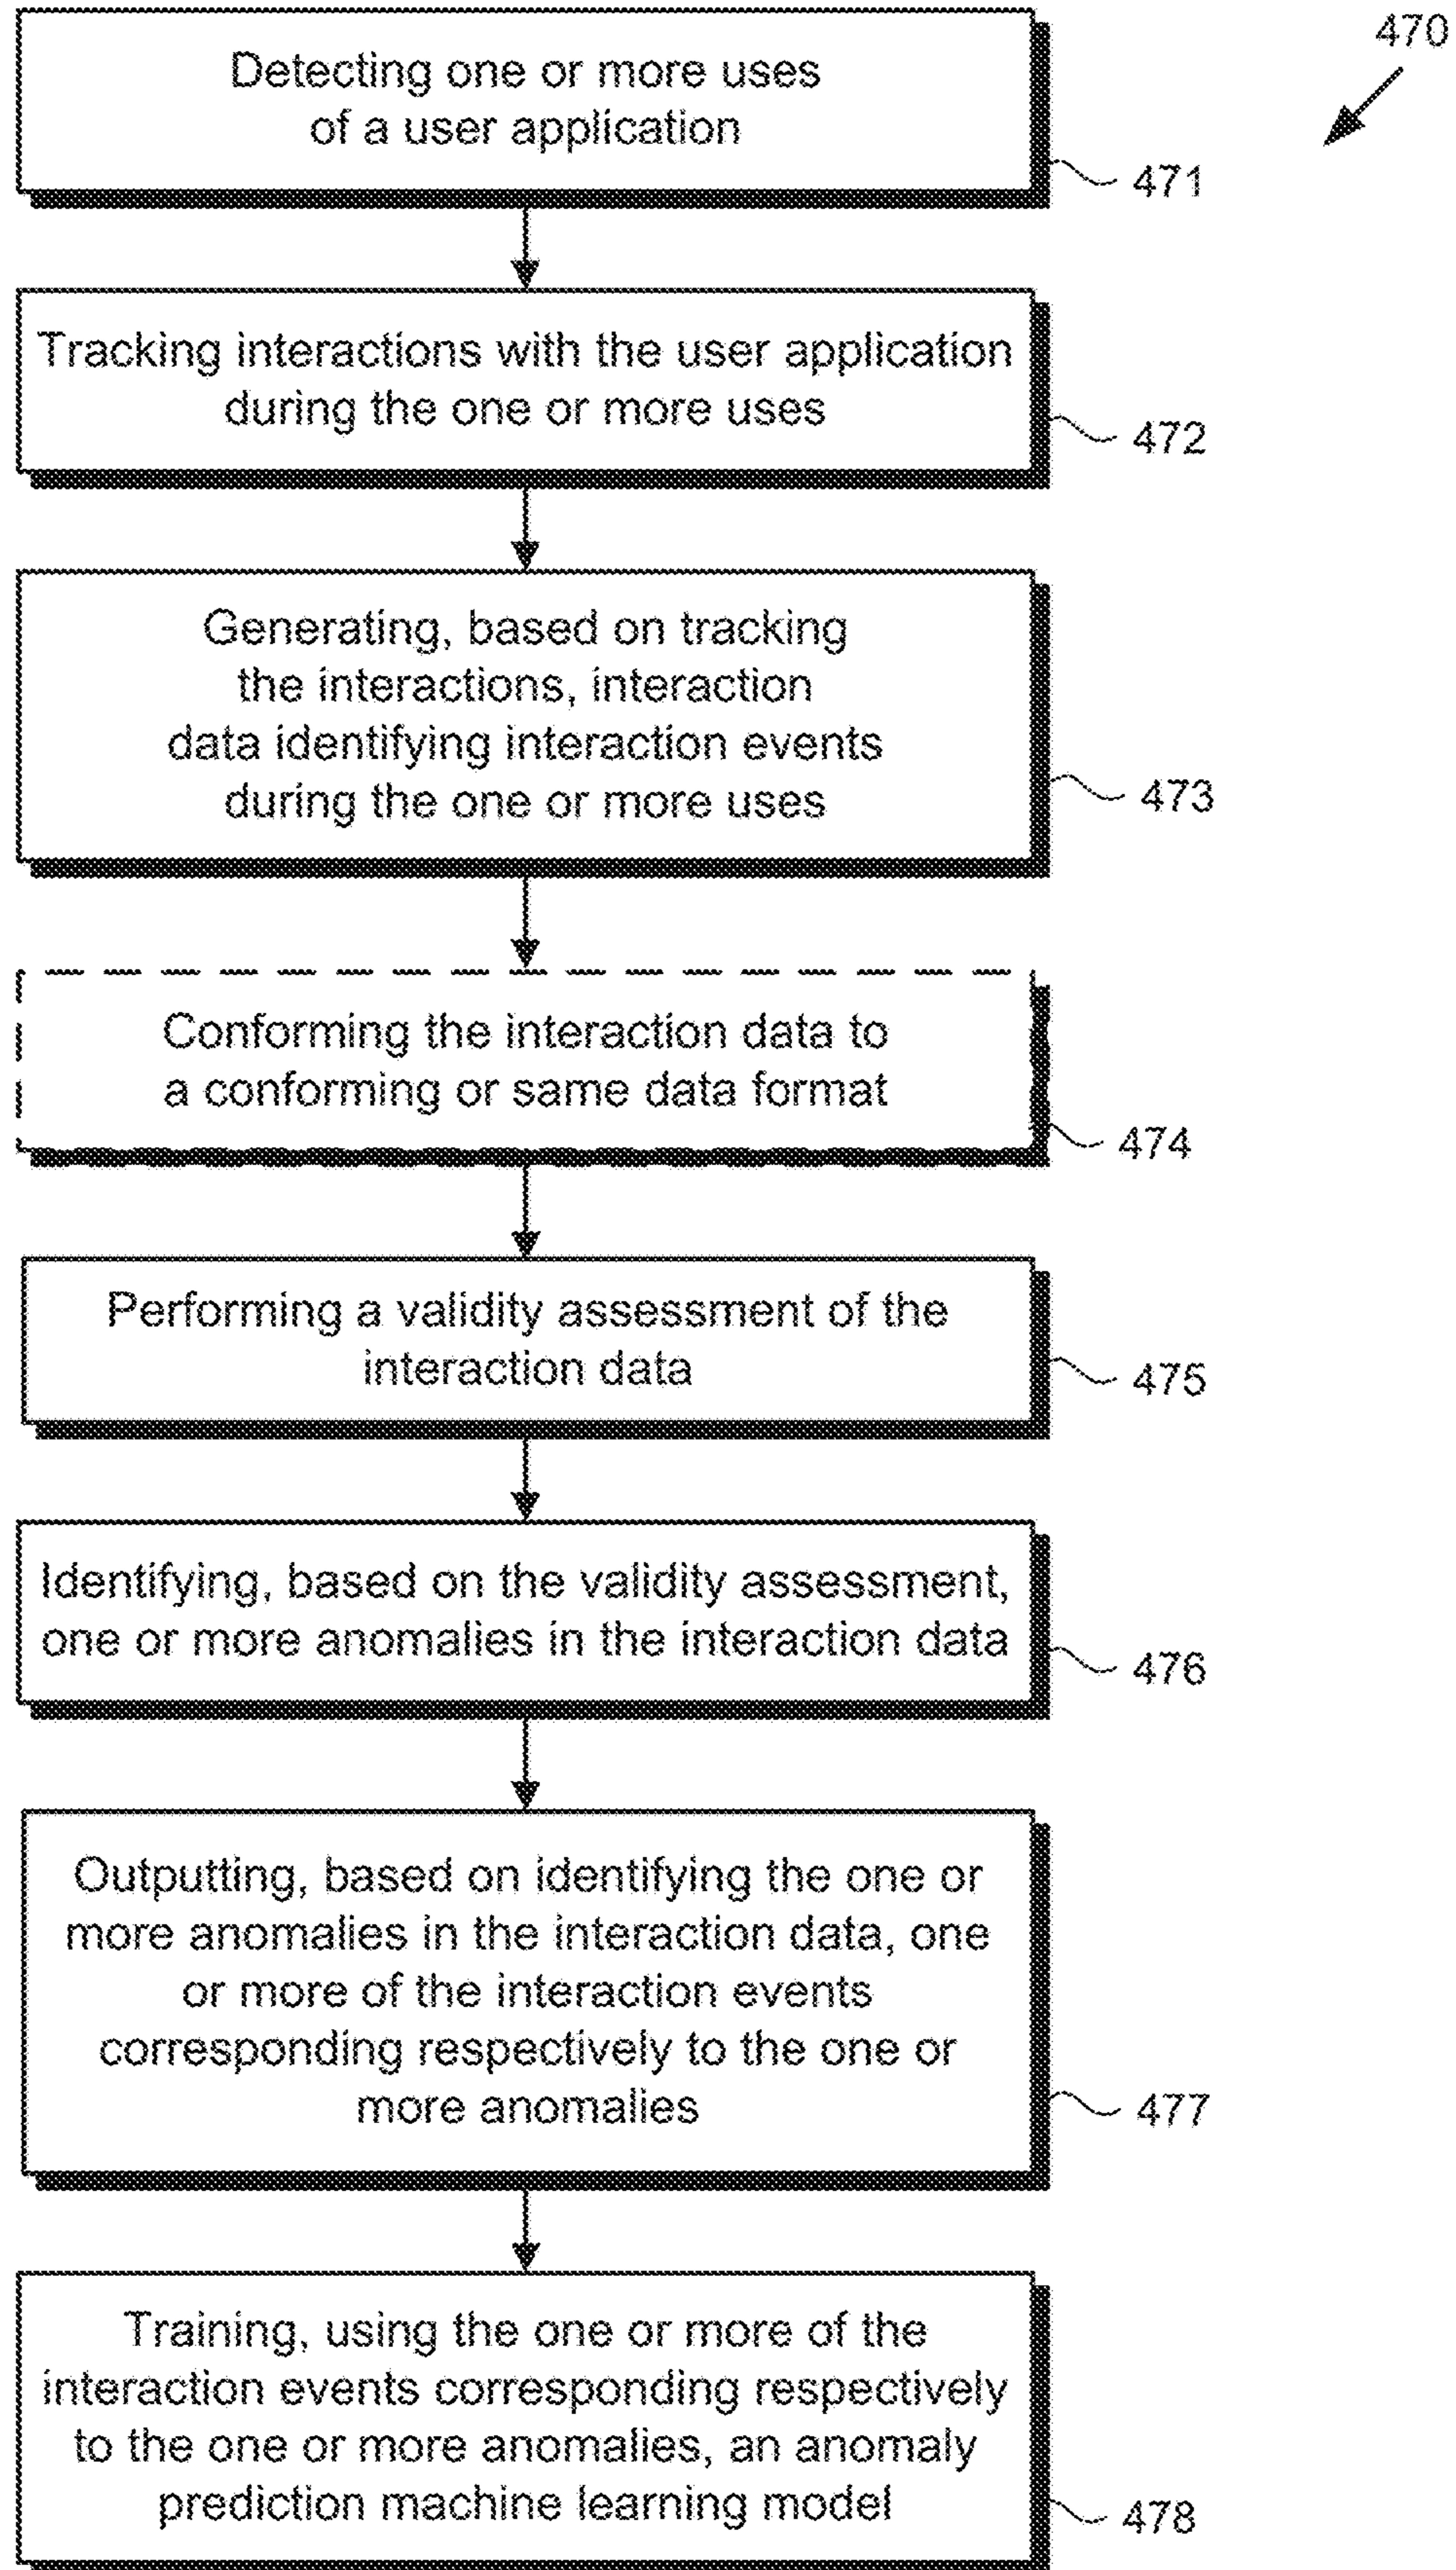 470
Detecting one or more uses
of a user application
471
Tracking interactions with the user application
during the one or more uses
472
Generating, based on tracking
the interactions, interaction
data identifying interaction events
during the one or more uses
473
Conforming the interaction data to
a conforming or same data format
474
Performing a validity assessment of the
interaction data
475
Identifying, based on the validity assessment,
one or more anomalies in the interaction data
476
Outputting, based on identifying the one or
more anomalies in the interaction data, one
or more of the interaction events
corresponding respectively to the one or
more anomalies
477
Training, using the one or more of the
interaction events corresponding respectively
to the one or more anomalies, an anomaly
prediction machine learning model
478